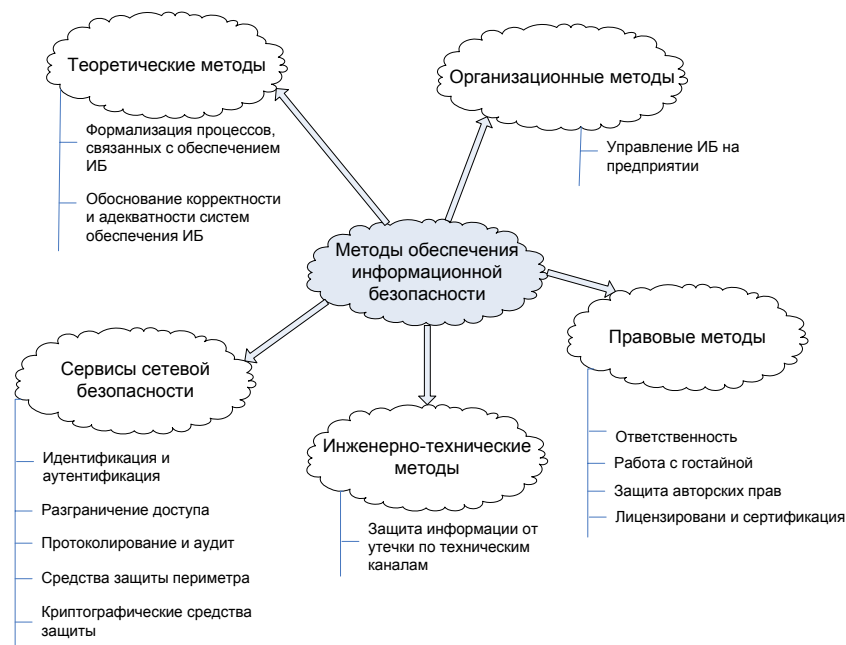 Теоретические методы
Формализация процессов,
связанных с обеспечением
ИБ
Обоснование корректности
и адекватности систем
обеспечения ИБ
Организационные методы
Управление ИБ на
предприятии
Методы обеспечения
информационной
безопасности
Правовые методы
Ответственность
Работа с гостайной
Защита авторских прав
Лицензировани и сертификация
Сервисы сетевой
безопасности
Идентификация и
аутентификация
Разграничение доступа
Протоколирование и аудит
Средства защиты периметра
Криптографические средства
защиты
Инженерно-технические
методы
Защита информации от
утечки по техническим
каналам